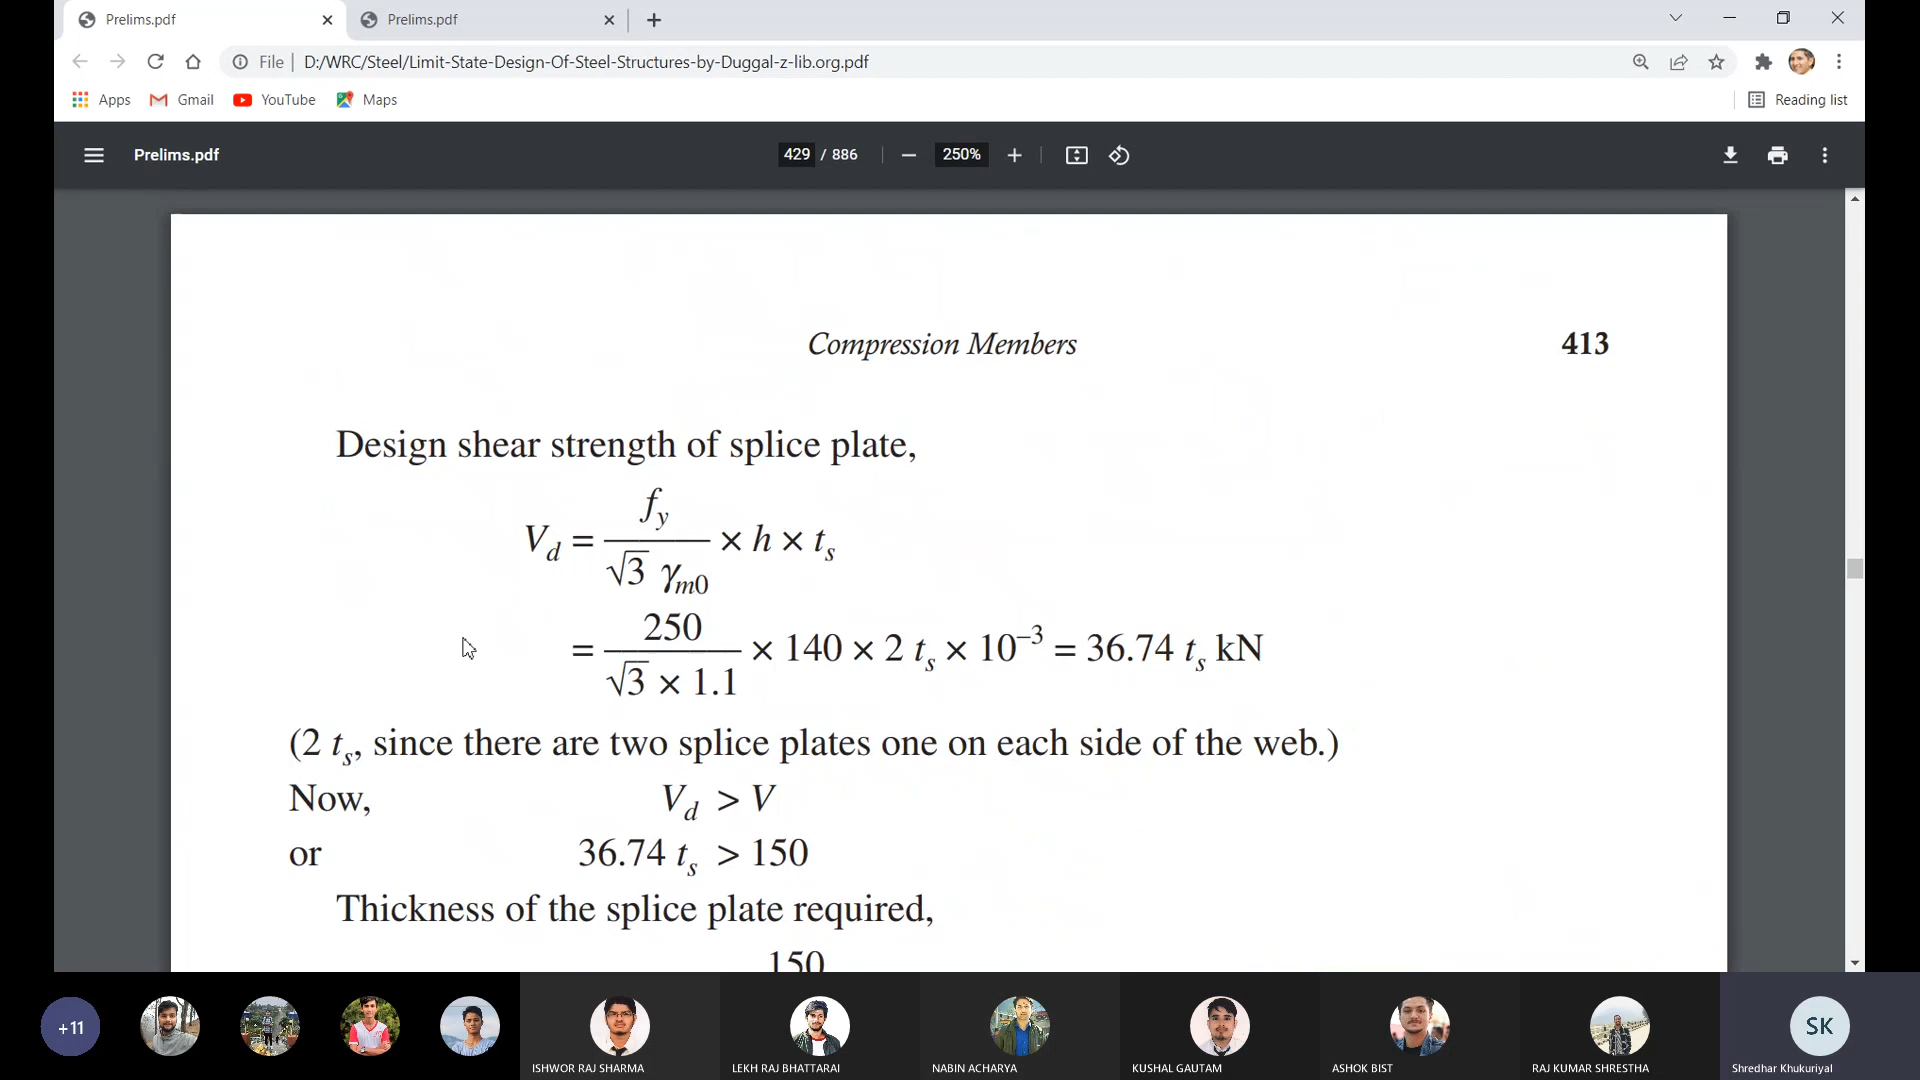 Prelims.pdf
Prelims.pdf
File | D:/WRC/Steel/Limit-State-Design-Of-Steel-Structures-by-Duggal-z-lib.org.pdf
Apps Gmail YouTube Maps Reading list
Prelims.pdf 429 / 886 250%
Compression Members 413
Design shear strength of splice plate,
V_d = f_y / (√3 γ_m0) × h × t_s
= 250 / (√3 × 1.1) × 140 × 2 t_s × 10^–3 = 36.74 t_s kN
(2 t_s, since there are two splice plates one on each side of the web.)
Now, V_d > V
or 36.74 t_s > 150
Thickness of the splice plate required,
150
+11
SK
ISHWOR RAJ SHARMA
LEKH RAJ BHATTARAI
NABIN ACHARYA
KUSHAL GAUTAM
ASHOK BIST
RAJ KUMAR SHRESTHA
Shredhar Khukuriyal